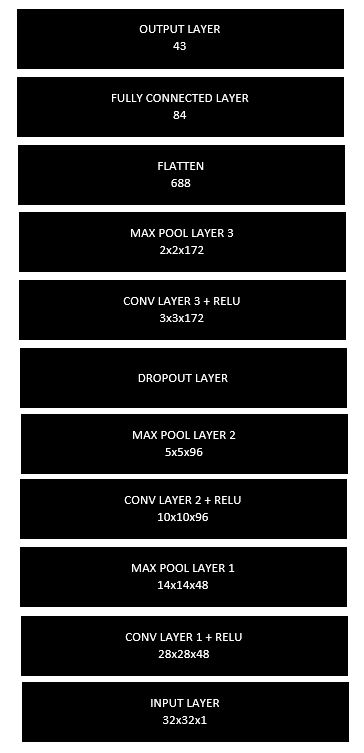 OUTPUT LAYER
43
FULLY CONNECTED LAYER
84
FLATTEN
688
MAX POOL LAYER 3
2x2x172
CONV LAYER 3 + RELU
3x3x172
DROPOUT LAYER
MAX POOL LAYER 2
5x5x96
CONV LAYER 2 + RELU
10x10x96
MAX POOL LAYER 1
14x14x48
CONV LAYER 1 + RELU
28x28x48
INPUT LAYER
32x32x1